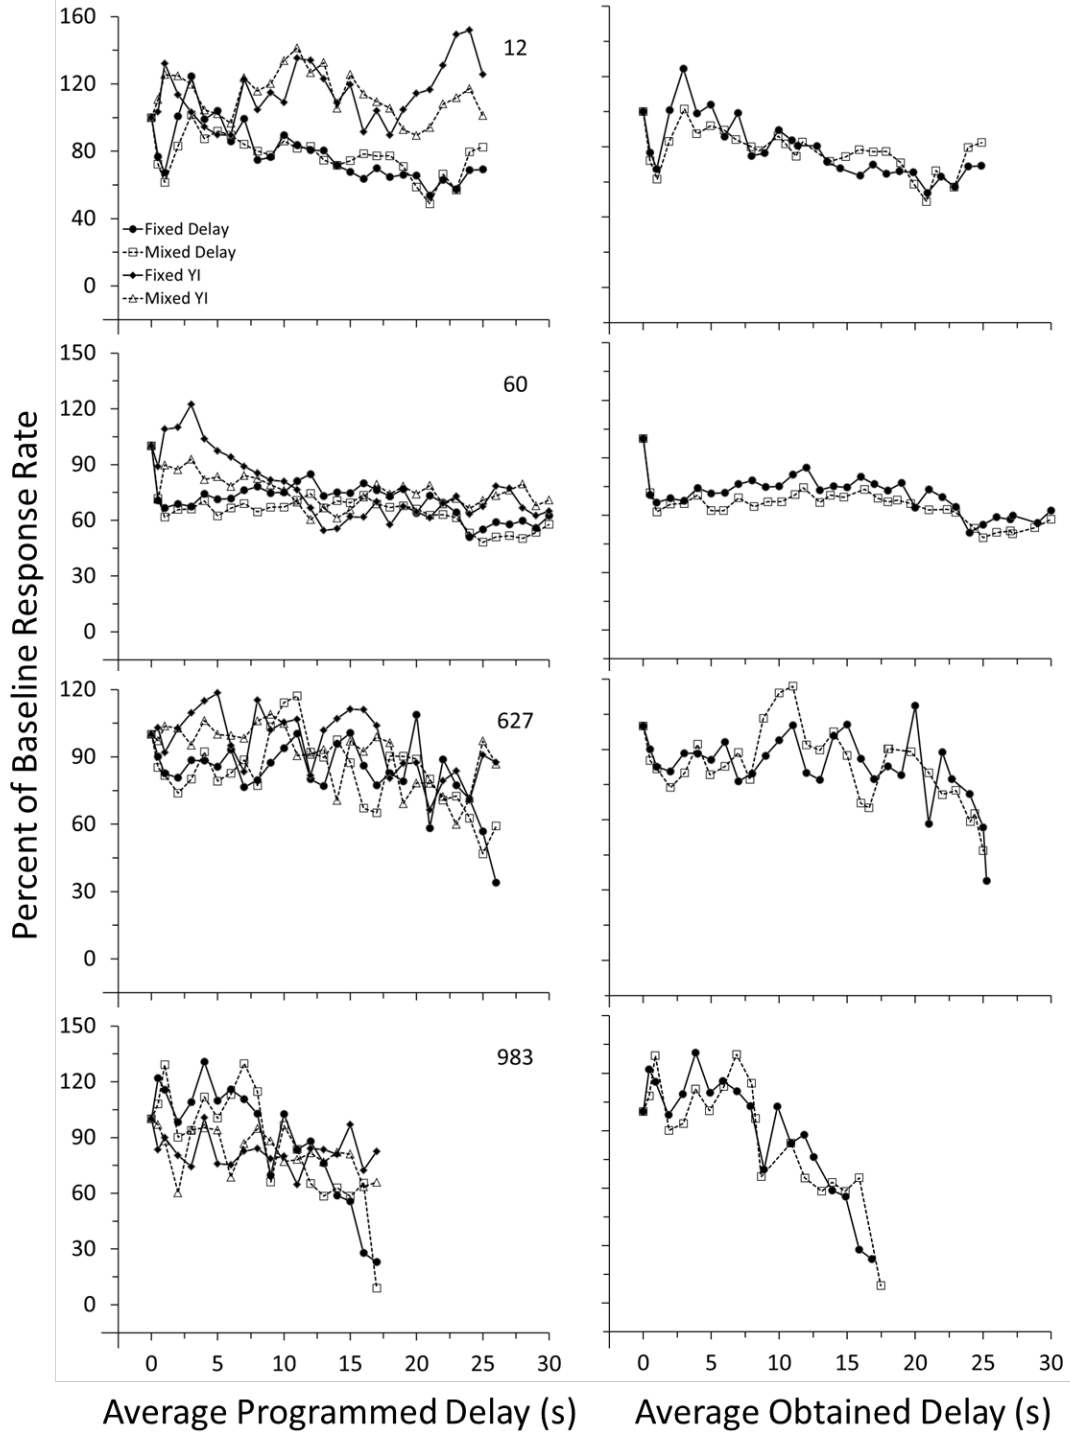 Percent of Baseline Response Rate
160
120
80
40
0
12
Fixed Delay
Mixed Delay
Fixed YI
Mixed YI
150
120
90
60
30
0
60
120
90
60
30
0
627
150
120
90
60
30
0
983
0 5 10 15 20 25 30
0 5 10 15 20 25 30
Average Programmed Delay (s)
Average Obtained Delay (s)